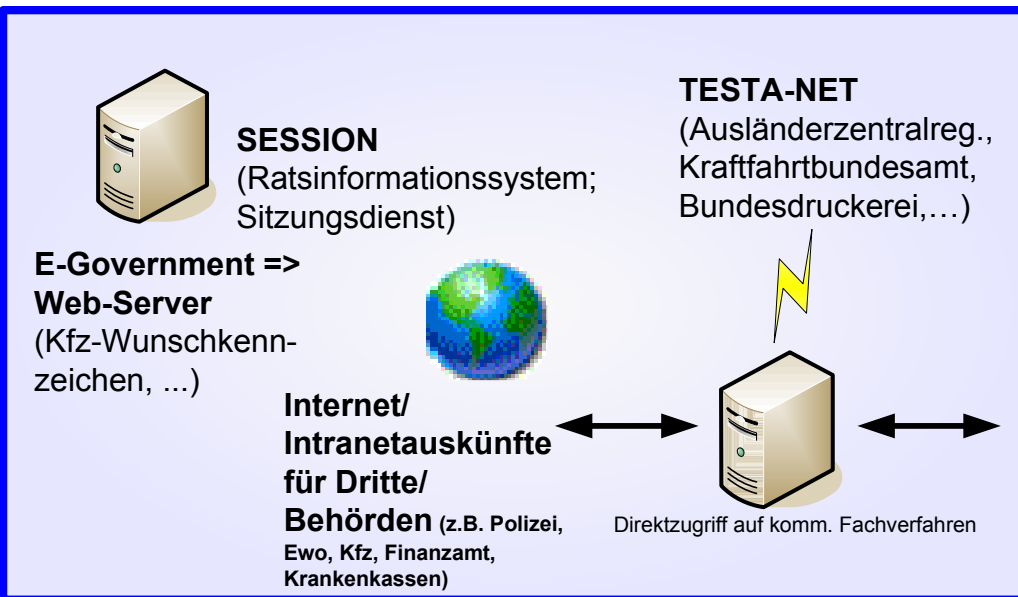 SESSION
(Ratsinformationssystem;
Sitzungsdienst)
TESTA-NET
(Ausländerzentralreg.,
Kraftfahrtbundesamt,
Bundesdruckerei,...)
E-Government =>
Web-Server
(Kfz-Wunschkenn-
zeichen, ...)
Internet/
Intranetauskünfte
für Dritte/
Behörden (z.B. Polizei,
Ewo, Kfz, Finanzamt,
Krankenkassen)
Direktzugriff auf komm. Fachverfahren